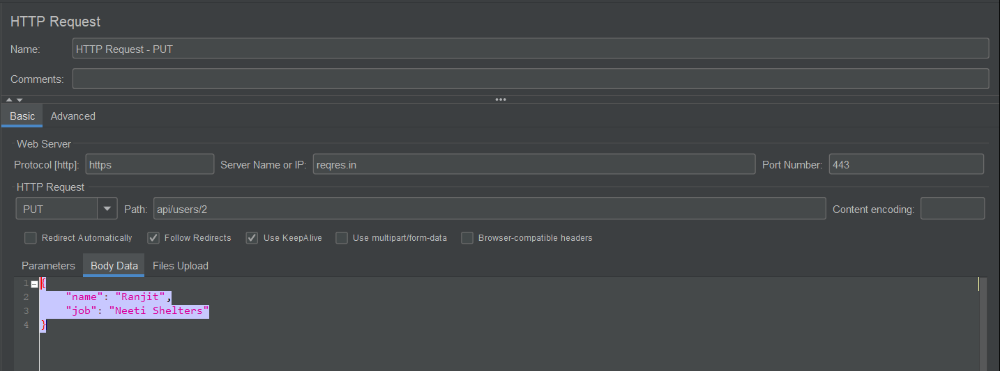 HTTP Request
Name: HTTP Request - PUT
Comments:
Basic Advanced
Web Server
Protocol [http]: https Server Name or IP: reqres.in Port Number: 443
HTTP Request
PUT Path: api/users/2 Content encoding:
Redirect Automatically Follow Redirects Use KeepAlive Use multipart/form-data Browser-compatible headers
Parameters Body Data Files Upload
1 {
2 "name": "Ranjit",
3 "job": "Neeti Shelters"
4 }